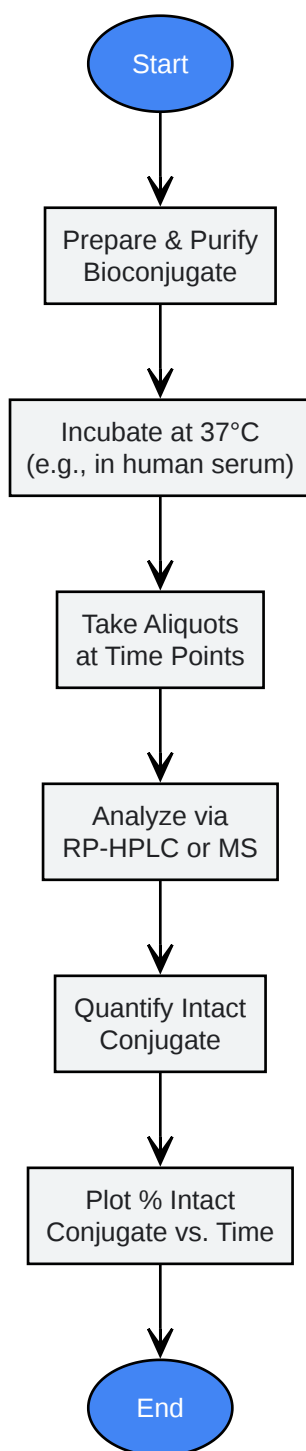 Start
Prepare & Purify
Bioconjugate
Incubate at 37°C
(e.g., in human serum)
Take Aliquots
at Time Points
Analyze via
RP-HPLC or MS
Quantify Intact
Conjugate
Plot % Intact
Conjugate vs. Time
End